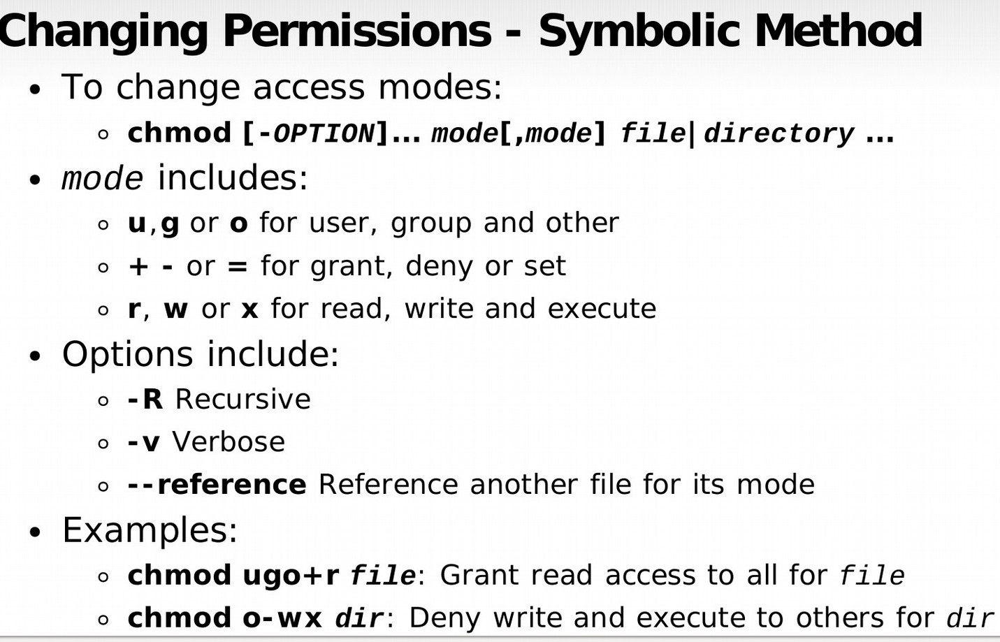 Changing Permissions - Symbolic Method
• To change access modes:
◦ chmod [-OPTION]... mode[,mode] file|directory ...
• mode includes:
◦ u,g or o for user, group and other
◦ + - or = for grant, deny or set
◦ r, w or x for read, write and execute
• Options include:
◦ -R Recursive
◦ -v Verbose
◦ --reference Reference another file for its mode
• Examples:
◦ chmod ugo+r file: Grant read access to all for file
◦ chmod o-wx dir: Deny write and execute to others for dir